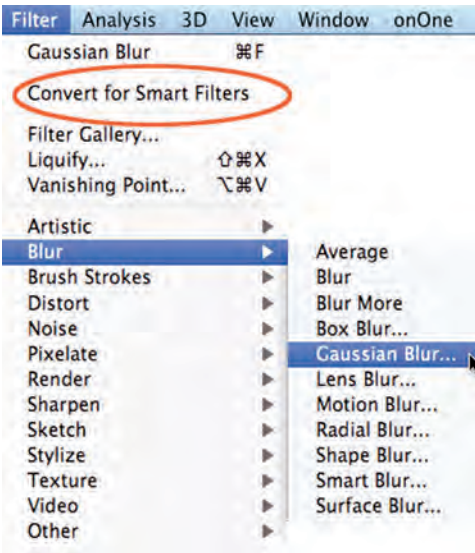 Filter Analysis 3D View Window onOne
Gaussian Blur ⌘F
Convert for Smart Filters
Filter Gallery...
Liquify... ⇧⌘X
Vanishing Point... ⌥⌘V
Artistic ▶
Blur ▶
Brush Strokes ▶
Distort ▶
Noise ▶
Pixelate ▶
Render ▶
Sharpen ▶
Sketch ▶
Stylize ▶
Texture ▶
Video ▶
Other ▶
Average
Blur
Blur More
Box Blur...
Gaussian Blur...
Lens Blur...
Motion Blur...
Radial Blur...
Shape Blur...
Smart Blur...
Surface Blur...